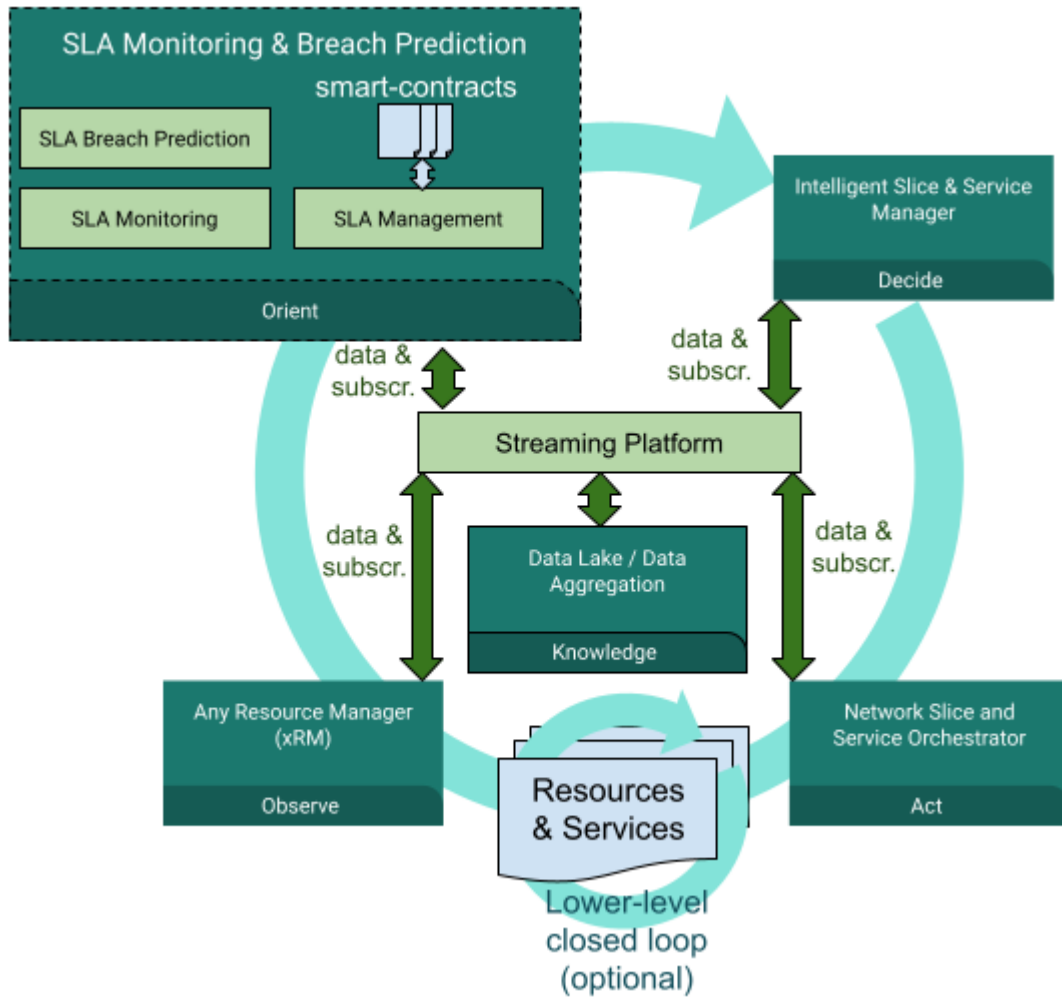 SLA Monitoring & Breach Prediction
smart-contracts
SLA Breach Prediction
SLA Monitoring
SLA Management
Orient
Intelligent Slice & Service
Manager
Decide
data &
subscr.
data &
subscr.
Streaming Platform
data &
subscr.
data &
subscr.
Data Lake / Data
Aggregation
Knowledge
Any Resource Manager
(xRM)
Observe
Network Slice and
Service Orchestrator
Act
Resources
& Services
Lower-level
closed loop
(optional)